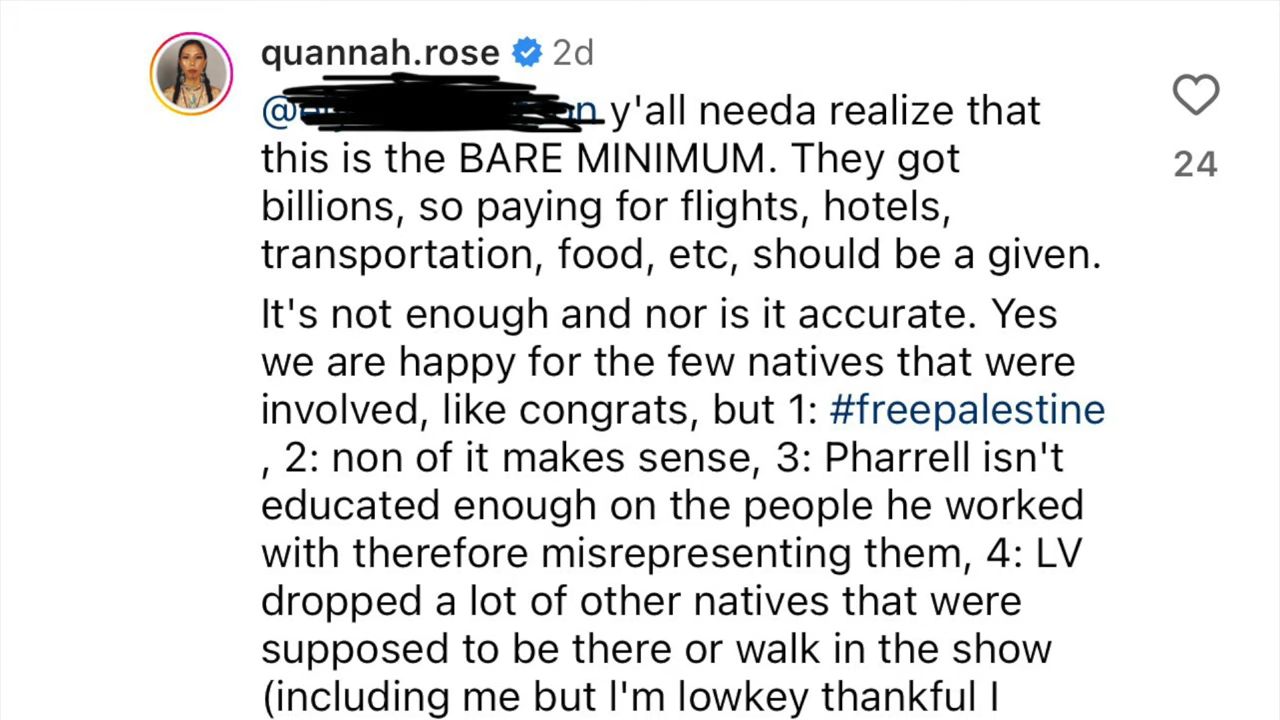 quannah.rose 2d
@ y'all needa realize that
this is the BARE MINIMUM. They got
billions, so paying for flights, hotels,
transportation, food, etc, should be a given.
It's not enough and nor is it accurate. Yes
we are happy for the few natives that were
involved, like congrats, but 1: #freepalestine
, 2: non of it makes sense, 3: Pharrell isn't
educated enough on the people he worked
with therefore misrepresenting them, 4: LV
dropped a lot of other natives that were
supposed to be there or walk in the show
(including me but I'm lowkey thankful I
24